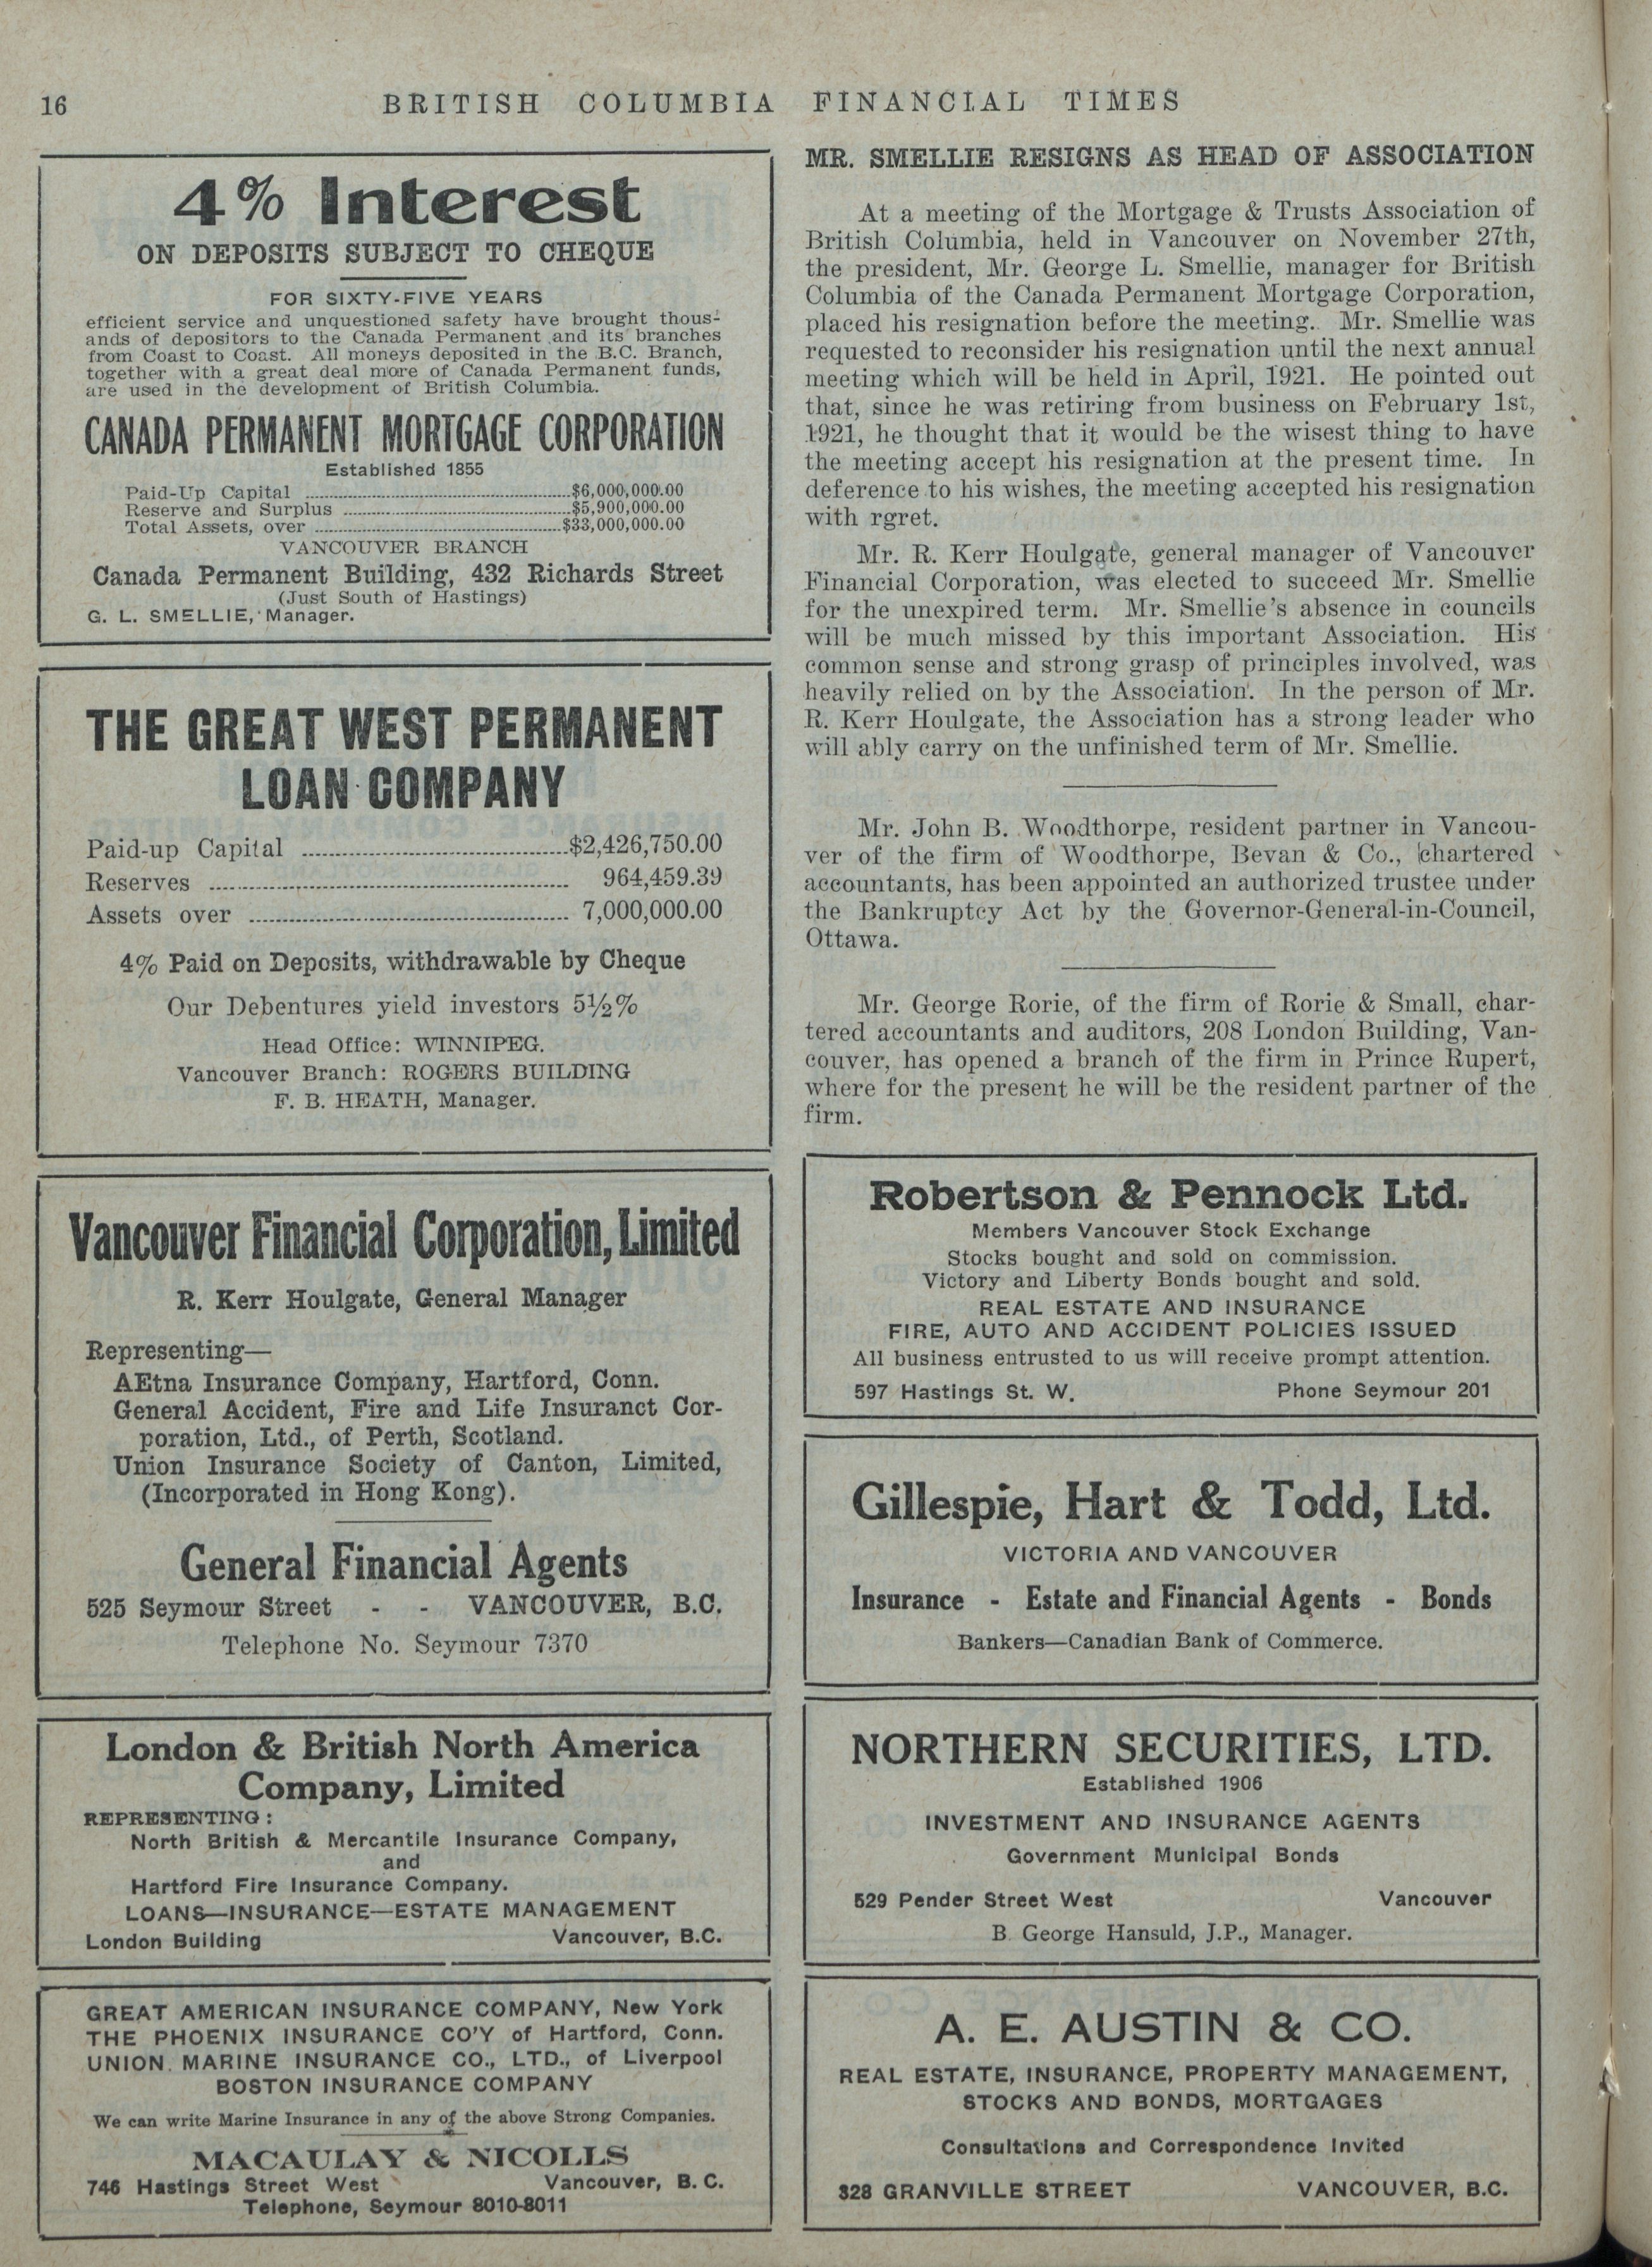 16
BRITISH COLUMBIA FINANCIAL TIMES
4% Interest
ON DEPOSITS SUBJECT TO CHEQUE
FOR SIXTY-FIVE YEARS
efficient service and unquestioned safety have brought thous-
ands of depositors to the Canada Permanent and its branches
from Coast to Coast. All moneys deposited in the B.C. Branch,
together with a great deal more of Canada Permanent funds,
are used in the development of British Columbia.
CANADA PERMANENT MORTGAGE CORPORATION
Established 1855
Paid-Up Capital ........ $6,000,000.00
Reserve and Surplus ........ $5,900,000.00
Total Assets, over ........ $33,000,000.00
VANCOUVER BRANCH
Canada Permanent Building, 432 Richards Street
(Just South of Hastings)
G. L. SMELLIE, Manager.
THE GREAT WEST PERMANENT
LOAN COMPANY
Paid-up Capital ........ $2,426,750.00
Reserves ........ 964,459.39
Assets over ........ 7,000,000.00
4% Paid on Deposits, withdrawable by Cheque
Our Debentures yield investors 5½%
Head Office: WINNIPEG.
Vancouver Branch: ROGERS BUILDING
F. B. HEATH, Manager.
Vancouver Financial Corporation, Limited
R. Kerr Houlgate, General Manager
Representing—
AEtna Insurance Company, Hartford, Conn.
General Accident, Fire and Life Insuranct Cor-
poration, Ltd., of Perth, Scotland.
Union Insurance Society of Canton, Limited,
(Incorporated in Hong Kong).
General Financial Agents
525 Seymour Street - - VANCOUVER, B.C.
Telephone No. Seymour 7370
London & British North America
Company, Limited
REPRESENTING:
North British & Mercantile Insurance Company,
and
Hartford Fire Insurance Company.
LOANS—INSURANCE—ESTATE MANAGEMENT
London Building Vancouver, B.C.
GREAT AMERICAN INSURANCE COMPANY, New York
THE PHOENIX INSURANCE CO'Y of Hartford, Conn.
UNION MARINE INSURANCE CO., LTD., of Liverpool
BOSTON INSURANCE COMPANY
We can write Marine Insurance in any of the above Strong Companies.
MACAULAY & NICOLLS
746 Hastings Street West Vancouver, B. C.
Telephone, Seymour 8010-8011
MR. SMELLIE RESIGNS AS HEAD OF ASSOCIATION
At a meeting of the Mortgage & Trusts Association of
British Columbia, held in Vancouver on November 27th,
the president, Mr. George L. Smellie, manager for British
Columbia of the Canada Permanent Mortgage Corporation,
placed his resignation before the meeting. Mr. Smellie was
requested to reconsider his resignation until the next annual
meeting which will be held in April, 1921. He pointed out
that, since he was retiring from business on February 1st,
1921, he thought that it would be the wisest thing to have
the meeting accept his resignation at the present time. In
deference to his wishes, the meeting accepted his resignation
with rgret.
Mr. R. Kerr Houlgate, general manager of Vancouver
Financial Corporation, was elected to succeed Mr. Smellie
for the unexpired term. Mr. Smellie's absence in councils
will be much missed by this important Association. His
common sense and strong grasp of principles involved, was
heavily relied on by the Association. In the person of Mr.
R. Kerr Houlgate, the Association has a strong leader who
will ably carry on the unfinished term of Mr. Smellie.
Mr. John B. Woodthorpe, resident partner in Vancou-
ver of the firm of Woodthorpe, Bevan & Co., chartered
accountants, has been appointed an authorized trustee under
the Bankruptcy Act by the Governor-General-in-Council,
Ottawa.
Mr. George Rorie, of the firm of Rorie & Small, char-
tered accountants and auditors, 208 London Building, Van-
couver, has opened a branch of the firm in Prince Rupert,
where for the present he will be the resident partner of the
firm.
Robertson & Pennock Ltd.
Members Vancouver Stock Exchange
Stocks bought and sold on commission.
Victory and Liberty Bonds bought and sold.
REAL ESTATE AND INSURANCE
FIRE, AUTO AND ACCIDENT POLICIES ISSUED
All business entrusted to us will receive prompt attention.
597 Hastings St. W. Phone Seymour 201
Gillespie, Hart & Todd, Ltd.
VICTORIA AND VANCOUVER
Insurance - Estate and Financial Agents - Bonds
Bankers—Canadian Bank of Commerce.
NORTHERN SECURITIES, LTD.
Established 1906
INVESTMENT AND INSURANCE AGENTS
Government Municipal Bonds
529 Pender Street West Vancouver
B. George Hansuld, J.P., Manager.
A. E. AUSTIN & CO.
REAL ESTATE, INSURANCE, PROPERTY MANAGEMENT,
STOCKS AND BONDS, MORTGAGES
Consultations and Correspondence Invited
328 GRANVILLE STREET VANCOUVER, B.C.